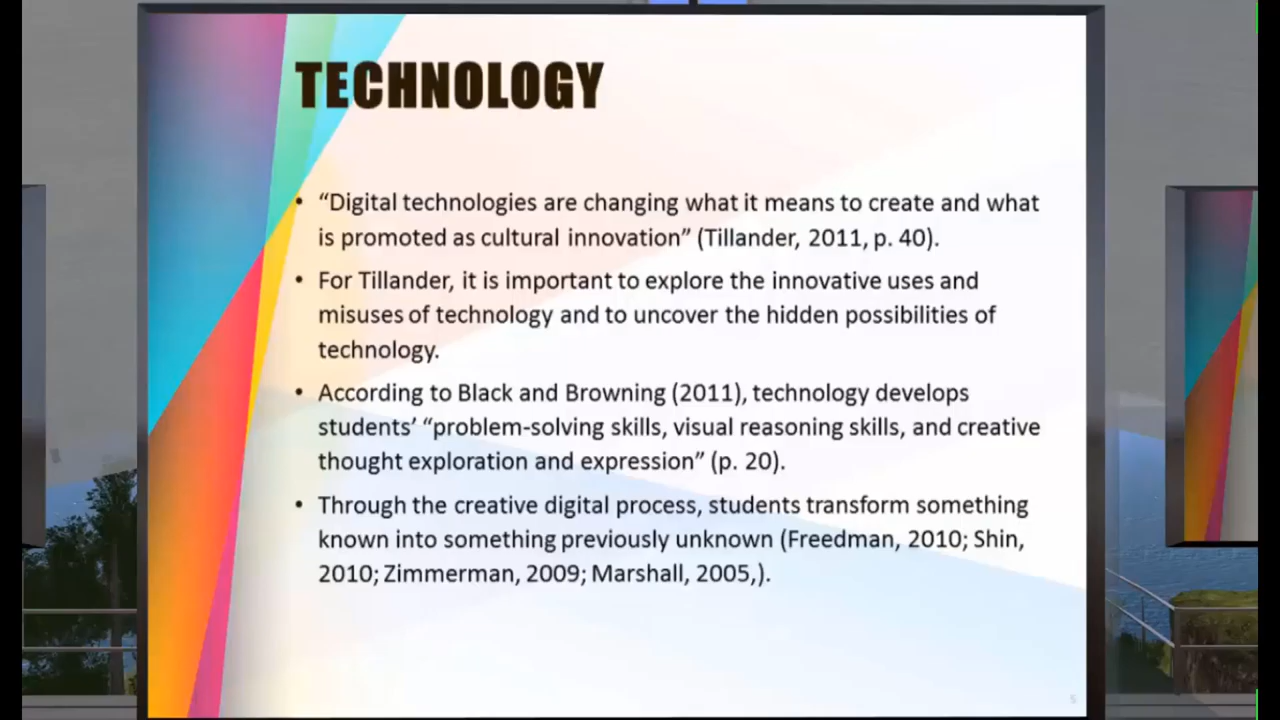 TECHNOLOGY
• “Digital technologies are changing what it means to create and what
is promoted as cultural innovation” (Tillander, 2011, p. 40).
• For Tillander, it is important to explore the innovative uses and
misuses of technology and to uncover the hidden possibilities of
technology.
• According to Black and Browning (2011), technology develops
students’ “problem-solving skills, visual reasoning skills, and creative
thought exploration and expression” (p. 20).
• Through the creative digital process, students transform something
known into something previously unknown (Freedman, 2010; Shin,
2010; Zimmerman, 2009; Marshall, 2005,).
5